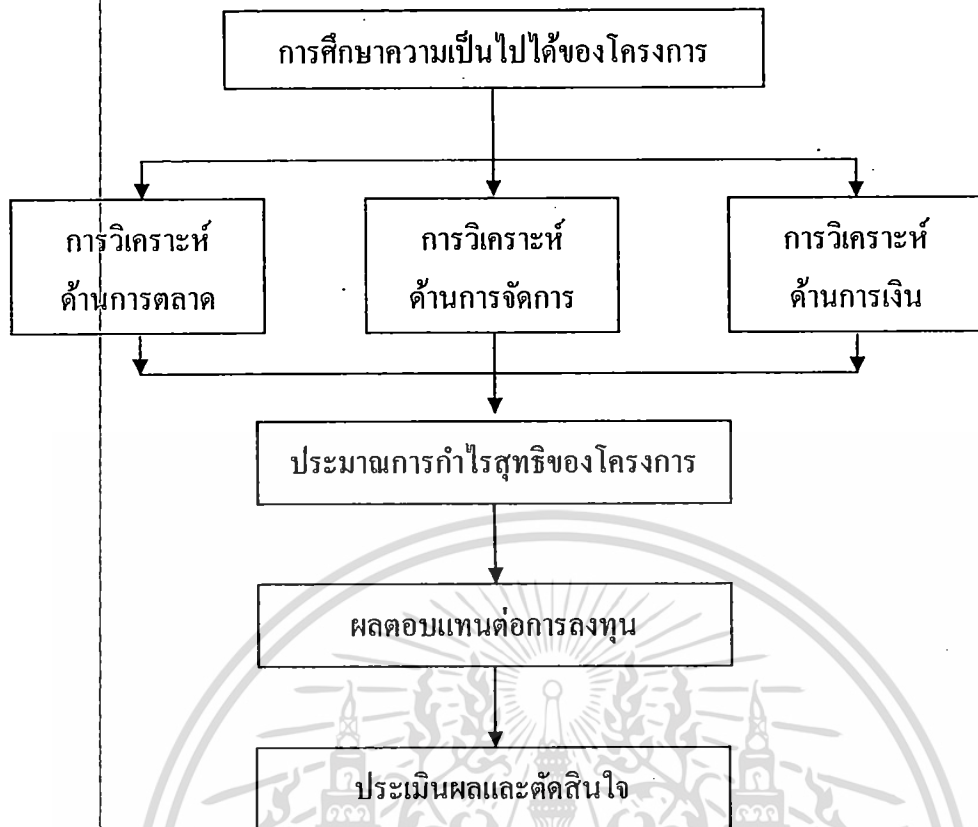 การศึกษาความเป็นไปได้ของโครงการ
การวิเคราะห์
ด้านการตลาด
การวิเคราะห์
ด้านการจัดการ
การวิเคราะห์
ด้านการเงิน
ประมาณการกำไรสุทธิของโครงการ
ผลตอบแทนต่อการลงทุน
ประเมินผลและตัดสินใจ